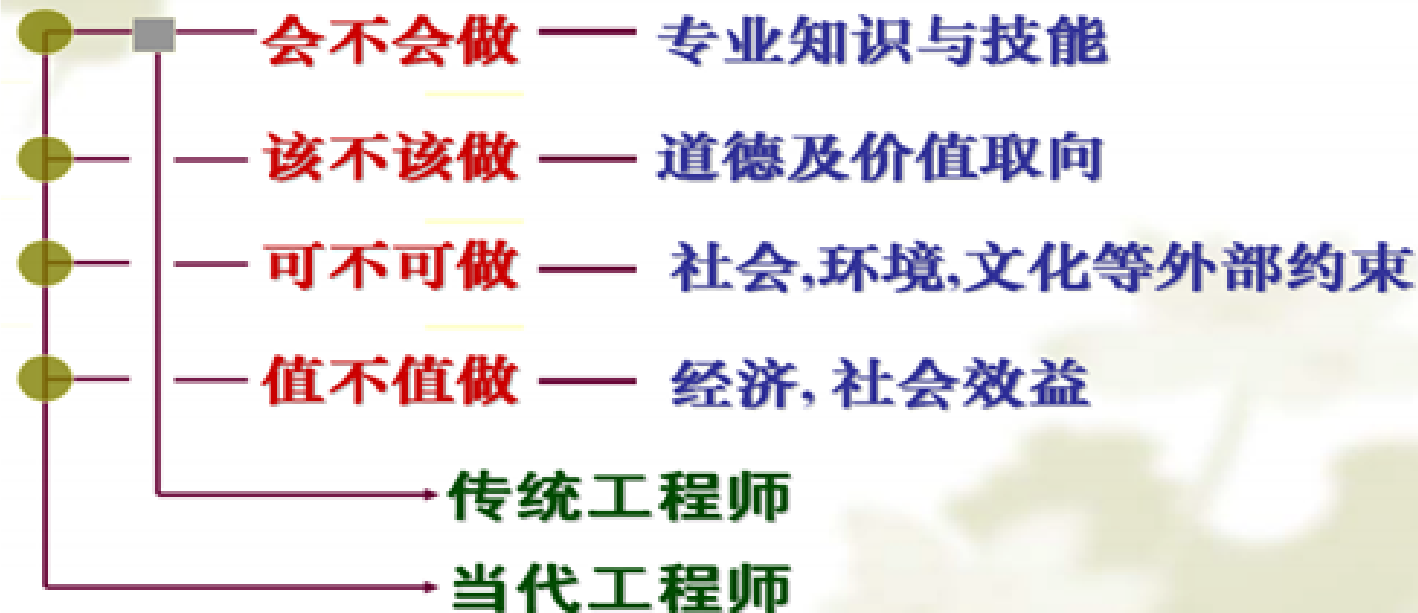 会不会做 — 专业知识与技能
该不该做 — 道德及价值取向
可不可做 — 社会,环境,文化等外部约束
值不值做 — 经济, 社会效益
传统工程师
当代工程师